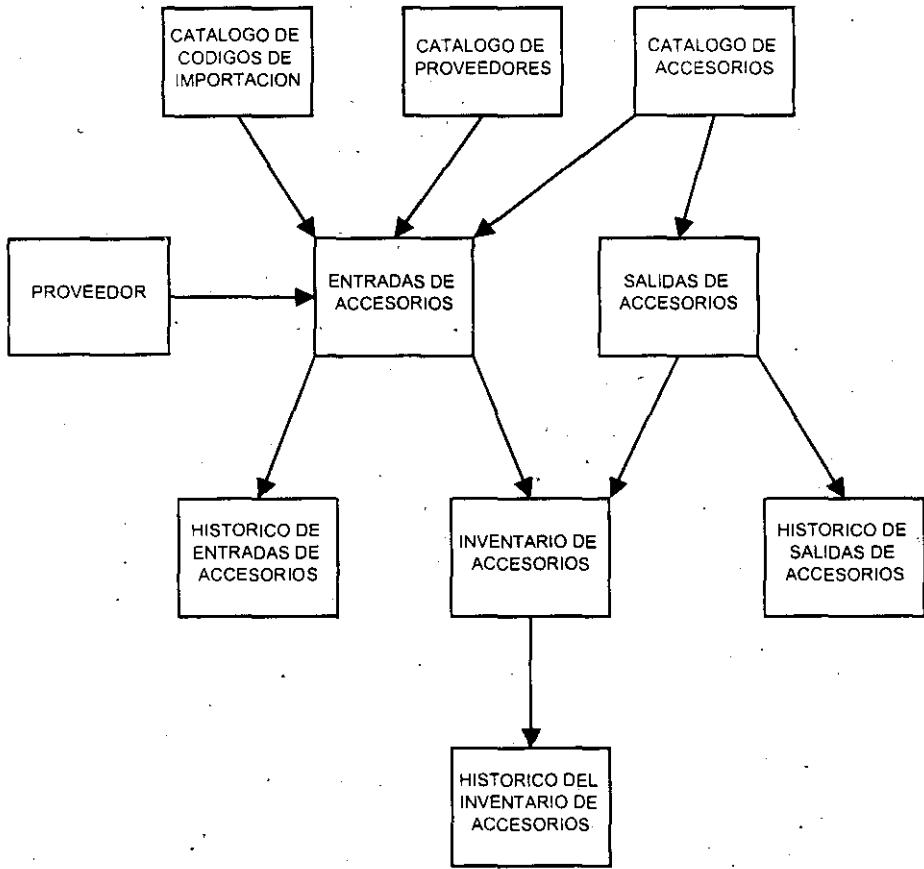 CATALOGO DE
CODIGOS DE
IMPORTACION
CATALOGO DE
PROVEEDORES
CATALOGO DE
ACCESORIOS
PROVEEDOR
ENTRADAS DE
ACCESORIOS
SALIDAS DE
ACCESORIOS
HISTORICO DE
ENTRADAS DE
ACCESORIOS
INVENTARIO DE
ACCESORIOS
HISTORICO DE
SALIDAS DE
ACCESORIOS
HISTORICO DEL
INVENTARIO DE
ACCESORIOS